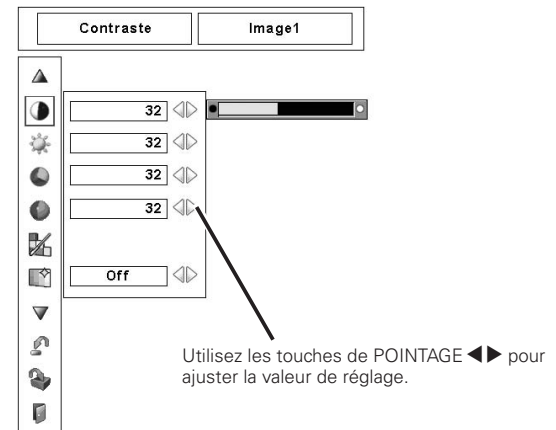 Contraste Image1
32
32
32
32
Off
Utilisez les touches de POINTAGE ◀▶ pour
ajuster la valeur de réglage.